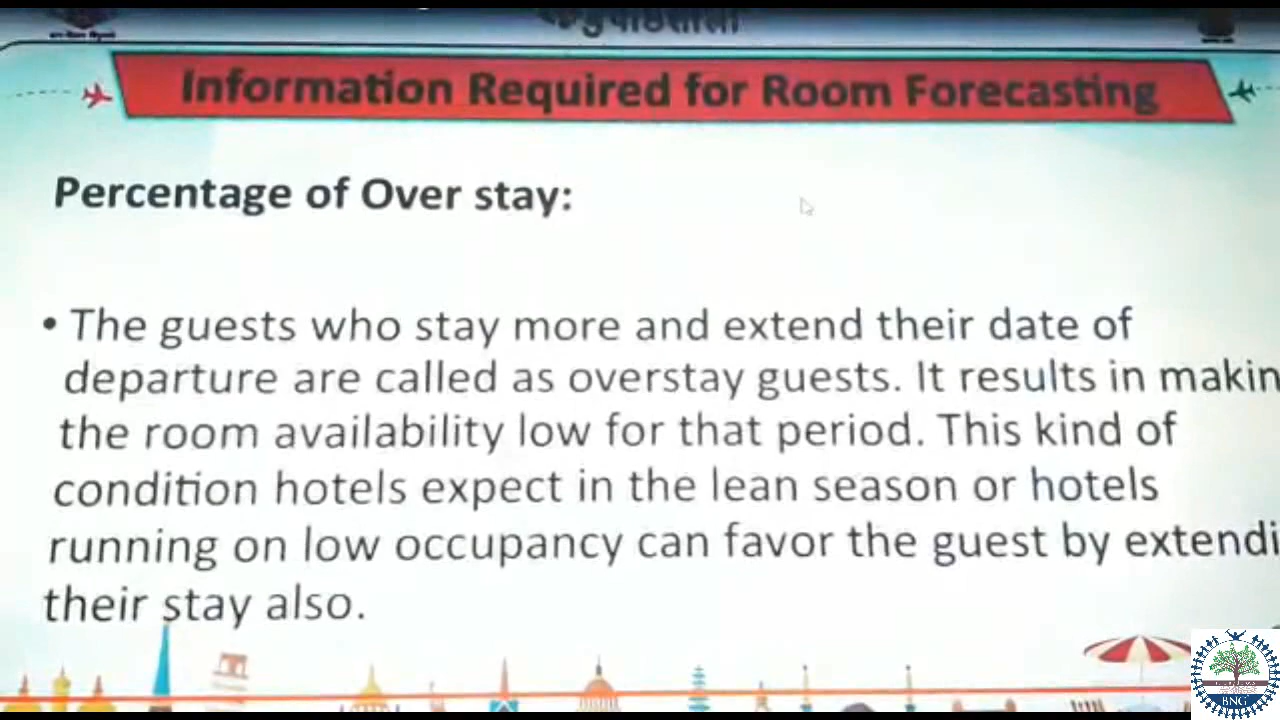 Information Required for Room Forecasting
Percentage of Over stay:
• The guests who stay more and extend their date of
departure are called as overstay guests. It results in makin
the room availability low for that period. This kind of
condition hotels expect in the lean season or hotels
running on low occupancy can favor the guest by extendi
their stay also.
BNG